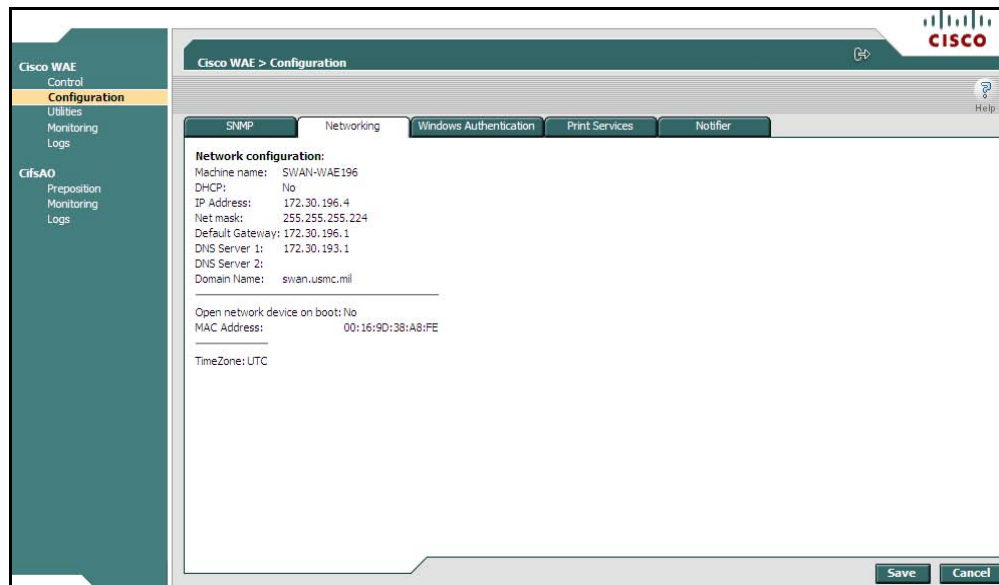 CISCO
Cisco WAE > Configuration
Help
Cisco WAE
Control
Configuration
Utilities
Monitoring
Logs
CifsAO
Preposition
Monitoring
Logs
SNMP Networking Windows Authentication Print Services Notifier
Network configuration:
Machine name: SWAN-WAE196
DHCP: No
IP Address: 172.30.196.4
Net mask: 255.255.255.224
Default Gateway: 172.30.196.1
DNS Server 1: 172.30.193.1
DNS Server 2:
Domain Name: swan.usmc.mil
Open network device on boot: No
MAC Address: 00:16:9D:38:A8:FE
TimeZone: UTC
Save Cancel